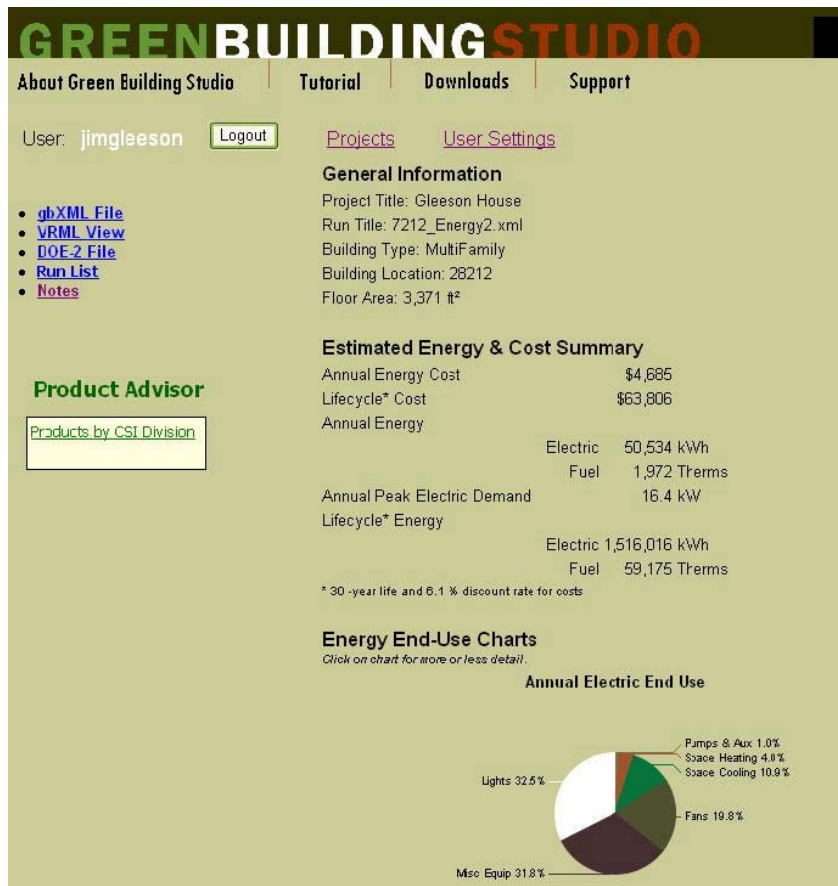 GREENBUILDINGSTUDIO
About Green Building Studio Tutorial Downloads Support
User: jimgleeson Logout Projects User Settings
gbXML File
VRML View
DOE-2 File
Run List
Notes
Product Advisor
Products by CSI Division
General Information
Project Title: Gleeson House
Run Title: 7212_Energy2.xml
Building Type: MultiFamily
Building Location: 28212
Floor Area: 3,371 ft²
Estimated Energy & Cost Summary
Annual Energy Cost $4,685
Lifecycle* Cost $63,806
Annual Energy
Electric 50,534 kWh
Fuel 1,972 Therms
Annual Peak Electric Demand 16.4 kW
Lifecycle* Energy
Electric 1,516,016 kWh
Fuel 59,175 Therms
* 30 -year life and 6.1 % discount rate for costs
Energy End-Use Charts
Click on chart for more or less detail.
Annual Electric End Use
Pumps & Aux 1.0%
Space Heating 4.0%
Space Cooling 10.9%
Lights 32.5%
Fans 19.8%
Misc Equip 31.8%